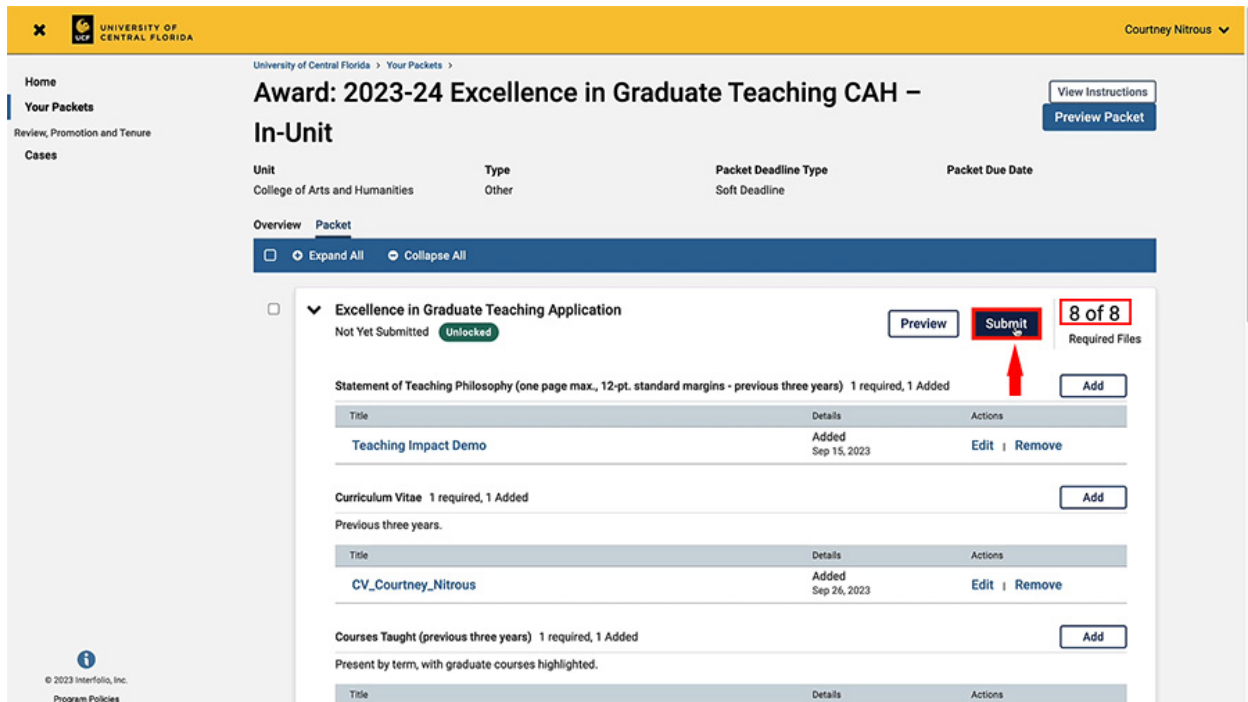 UNIVERSITY OF
CENTRAL FLORIDA
UCF
Courtney Nitrous
Home
Your Packets
Review, Promotion and Tenure
Cases
University of Central Florida > Your Packets >
Award: 2023-24 Excellence in Graduate Teaching CAH –
In-Unit
View Instructions
Preview Packet
Unit
College of Arts and Humanities
Type
Other
Packet Deadline Type
Soft Deadline
Packet Due Date
Overview Packet
Expand All Collapse All
Excellence in Graduate Teaching Application
Not Yet Submitted Unlocked
Preview
Submit
8 of 8
Required Files
Statement of Teaching Philosophy (one page max., 12-pt. standard margins - previous three years) 1 required, 1 Added
Add
Title Details Actions
Teaching Impact Demo
Added
Sep 15, 2023
Edit | Remove
Curriculum Vitae 1 required, 1 Added
Add
Previous three years.
Title Details Actions
CV_Courtney_Nitrous
Added
Sep 26, 2023
Edit | Remove
Courses Taught (previous three years) 1 required, 1 Added
Add
Present by term, with graduate courses highlighted.
Title Details Actions
© 2023 Interfolio, Inc.
Program Policies